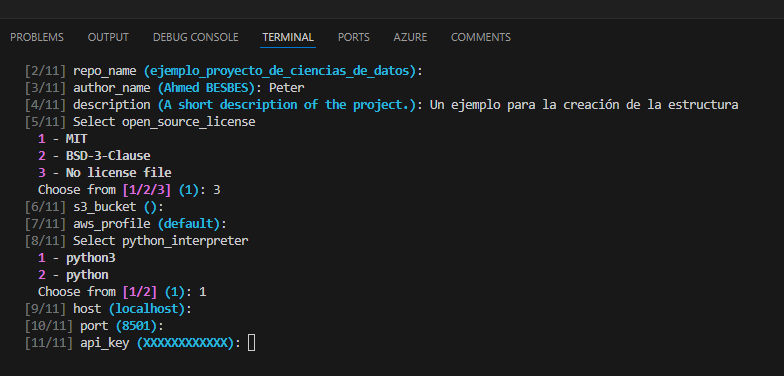 PROBLEMS OUTPUT DEBUG CONSOLE TERMINAL PORTS AZURE COMMENTS
[2/11] repo_name (ejemplo_proyecto_de_ciencias_de_datos):
[3/11] author_name (Ahmed BESBES): Peter
[4/11] description (A short description of the project.): Un ejemplo para la creación de la estructura
[5/11] Select open_source_license
1 - MIT
2 - BSD-3-Clause
3 - No license file
Choose from [1/2/3] (1): 3
[6/11] s3_bucket ():
[7/11] aws_profile (default):
[8/11] Select python_interpreter
1 - python3
2 - python
Choose from [1/2] (1): 1
[9/11] host (localhost):
[10/11] port (8501):
[11/11] api_key (XXXXXXXXXXXX):